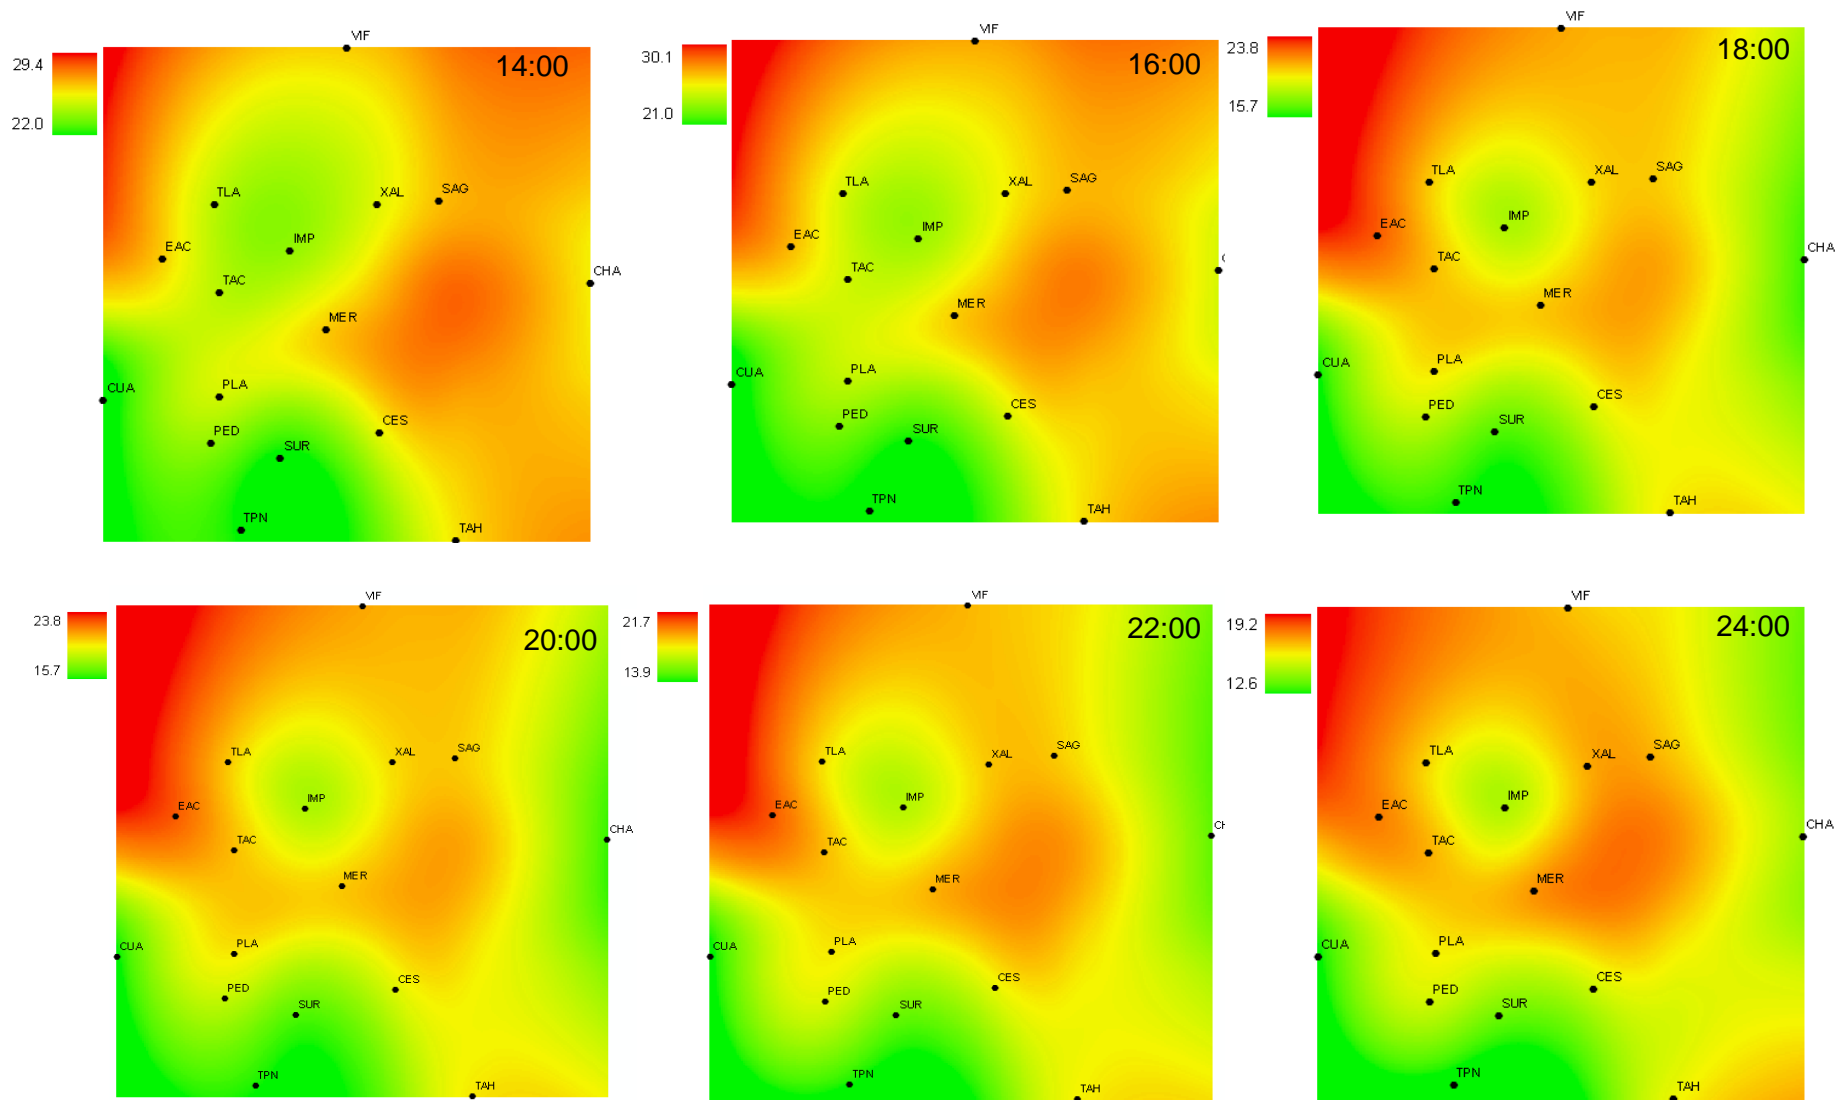 VIF
29.4
14:00
22.0
TLA
XAL
SAG
EAC
IMP
TAC
CHA
MER
CUA
PLA
PED
CES
SUR
TPN
TAH
VIF
30.1
16:00
21.0
TLA
XAL
SAG
EAC
IMP
TAC
MER
CUA
PLA
PED
CES
SUR
TPN
TAH
VIF
23.8
18:00
15.7
TLA
XAL
SAG
EAC
IMP
TAC
CHA
MER
CUA
PLA
PED
CES
SUR
TPN
TAH
VIF
23.8
20:00
15.7
TLA
XAL
SAG
EAC
IMP
TAC
CHA
MER
CUA
PLA
PED
CES
SUR
TPN
TAH
VIF
21.7
22:00
13.9
TLA
XAL
SAG
EAC
IMP
TAC
MER
CUA
PLA
PED
CES
SUR
TPN
TAH
VIF
19.2
24:00
12.6
TLA
XAL
SAG
EAC
IMP
TAC
CHA
MER
CUA
PLA
PED
CES
SUR
TPN
TAH